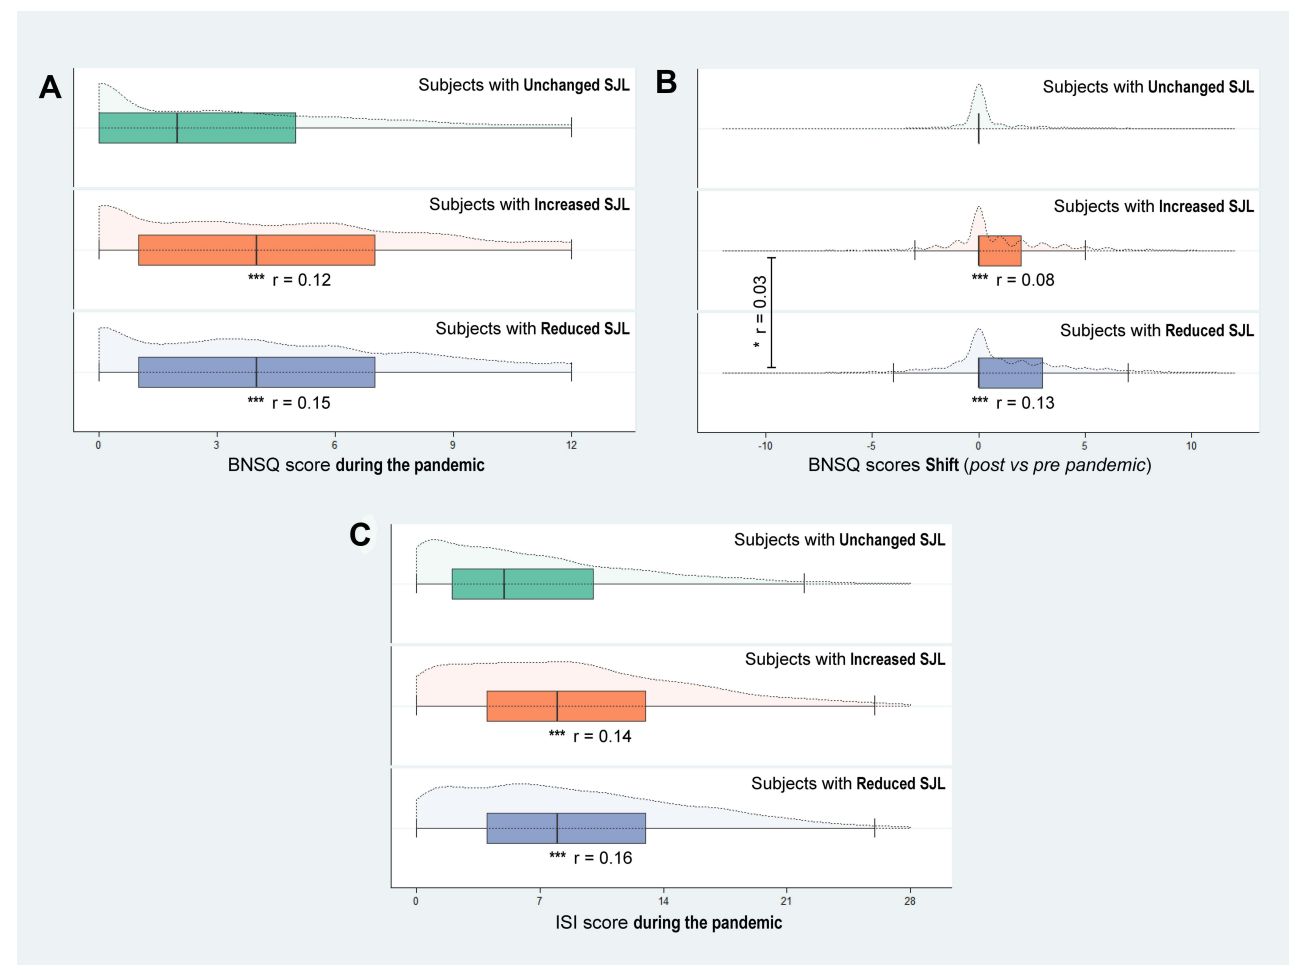 A
Subjects with Unchanged SJL
Subjects with Increased SJL
*** r = 0.12
Subjects with Reduced SJL
*** r = 0.15
0 3 6 9 12
BNSQ score during the pandemic
B
Subjects with Unchanged SJL
Subjects with Increased SJL
*** r = 0.08
* r = 0.03
Subjects with Reduced SJL
*** r = 0.13
-10 -5 0 5 10
BNSQ scores Shift (post vs pre pandemic)
C
Subjects with Unchanged SJL
Subjects with Increased SJL
*** r = 0.14
Subjects with Reduced SJL
*** r = 0.16
0 7 14 21 28
ISI score during the pandemic